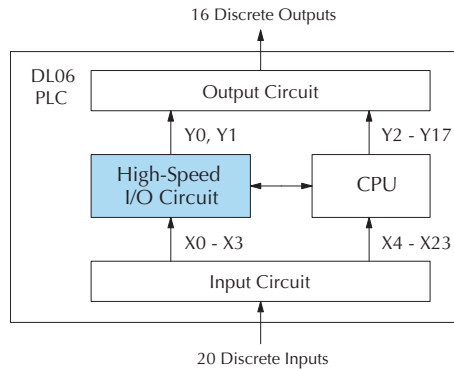 16 Discrete Outputs
DL06
PLC
Output Circuit
Y0, Y1
Y2 - Y17
High-Speed
I/O Circuit
CPU
X0 - X3
X4 - X23
Input Circuit
20 Discrete Inputs